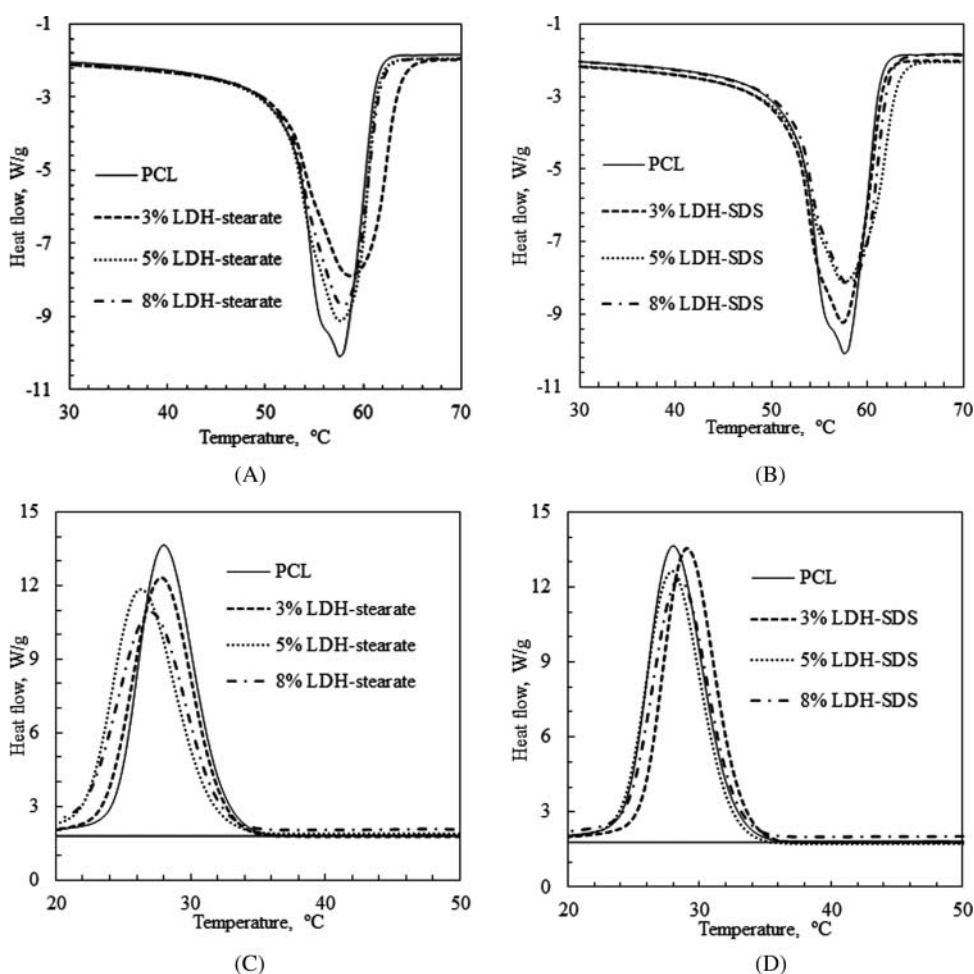 -1
-3
-5
-7
-9
-11
Heat flow, W/g
PCL
3% LDH-stearate
5% LDH-stearate
8% LDH-stearate
30 40 50 60 70
Temperature, °C
(A)
-1
-3
-5
-7
-9
-11
Heat flow, W/g
PCL
3% LDH-SDS
5% LDH-SDS
8% LDH-SDS
30 40 50 60 70
Temperature, °C
(B)
15
12
9
6
3
0
Heat flow, W/g
PCL
3% LDH-stearate
5% LDH-stearate
8% LDH-stearate
20 30 40 50
Temperature, °C
(C)
15
12
9
6
3
0
Heat flow, W/g
PCL
3% LDH-SDS
5% LDH-SDS
8% LDH-SDS
20 30 40 50
Temperature, °C
(D)